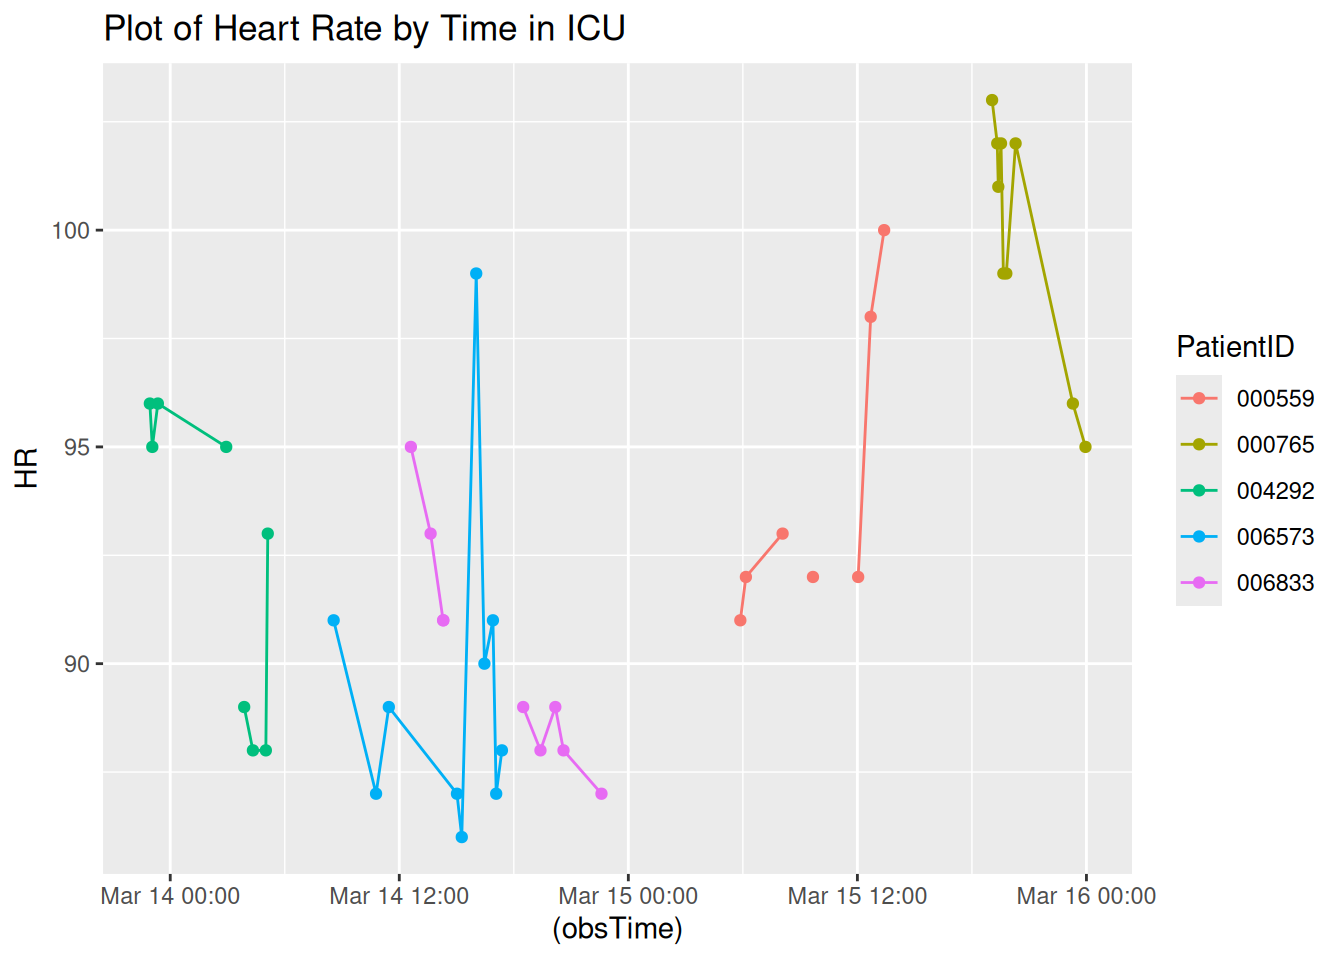 Plot of Heart Rate by Time in ICU
HR
100
95
90
Mar 14 00:00
Mar 14 12:00
Mar 15 00:00
Mar 15 12:00
Mar 16 00:00
(obsTime)
PatientID
000559
000765
004292
006573
006833